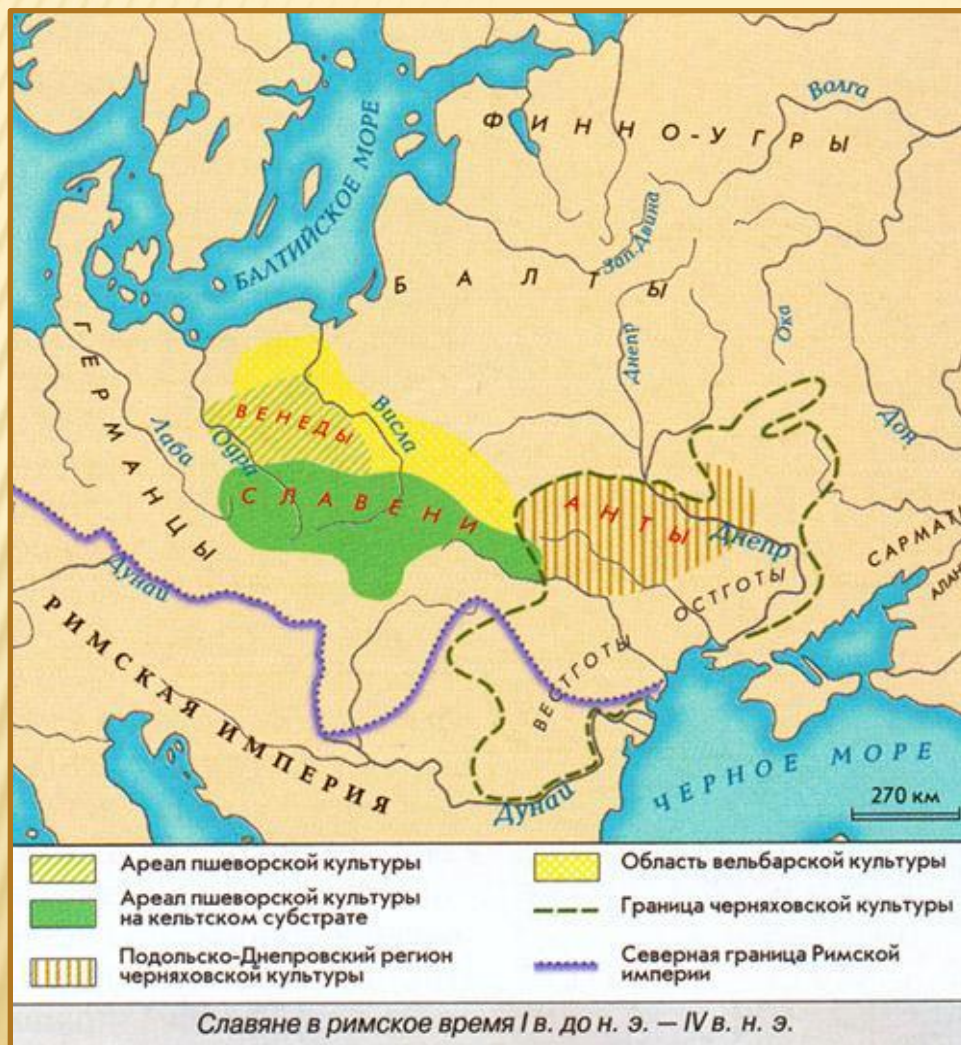 Волга
ФИННО-УГРЫ
БАЛТИЙСКОЕ МОРЕ
Зап. Двина
БАЛТЫ
Днепр
Ока
ГЕРМАНЦЫ
ВЕНЕДЫ
Висла
Дон
Лаба
Одра
СЛАВЕНИ
АНТЫ
Днепр
САРМАТ
АЛАН
Дунай
ОСТГОТЫ
ВЕСТГОТЫ
РИМСКАЯ ИМПЕРИЯ
Дунай
ЧЕРНОЕ МОРЕ
270 км
Ареал пшеворской культуры
Ареал пшеворской культуры
на кельтском субстрате
Подольско-Днепровский регион
черняховской культуры
Область вельбарской культуры
Граница черняховской культуры
Северная граница Римской
империи
Славяне в римское время I в. до н. э. — IV в. н. э.